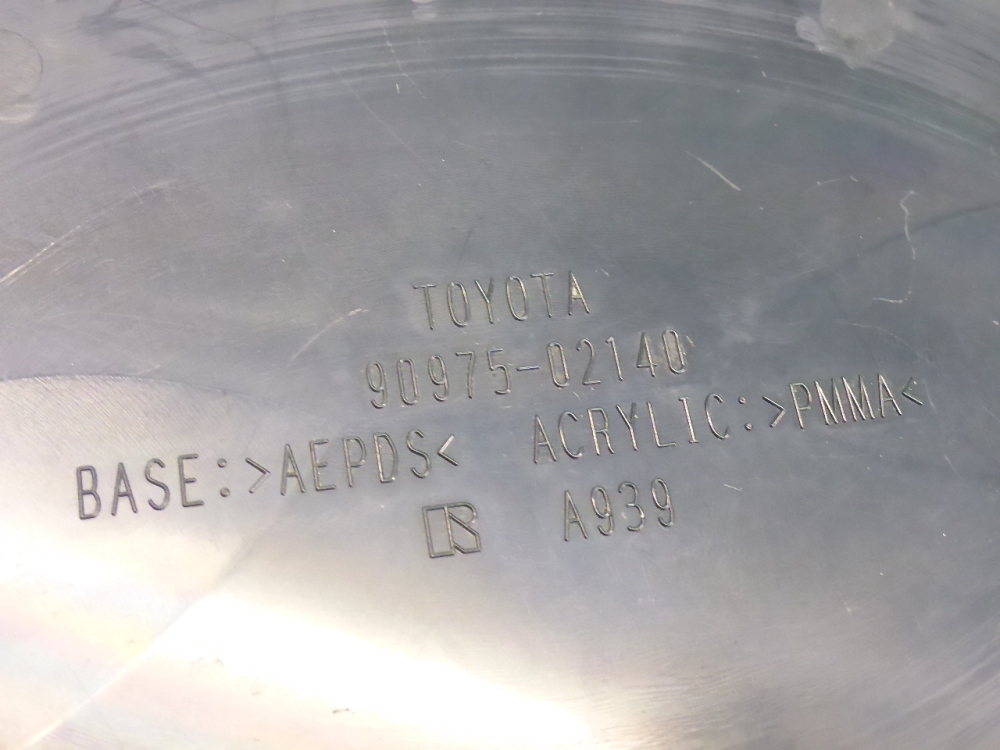 TOYOTA
90975-02140
BASE:>AEPDS< ACRYLIC:>PMMA<
A939